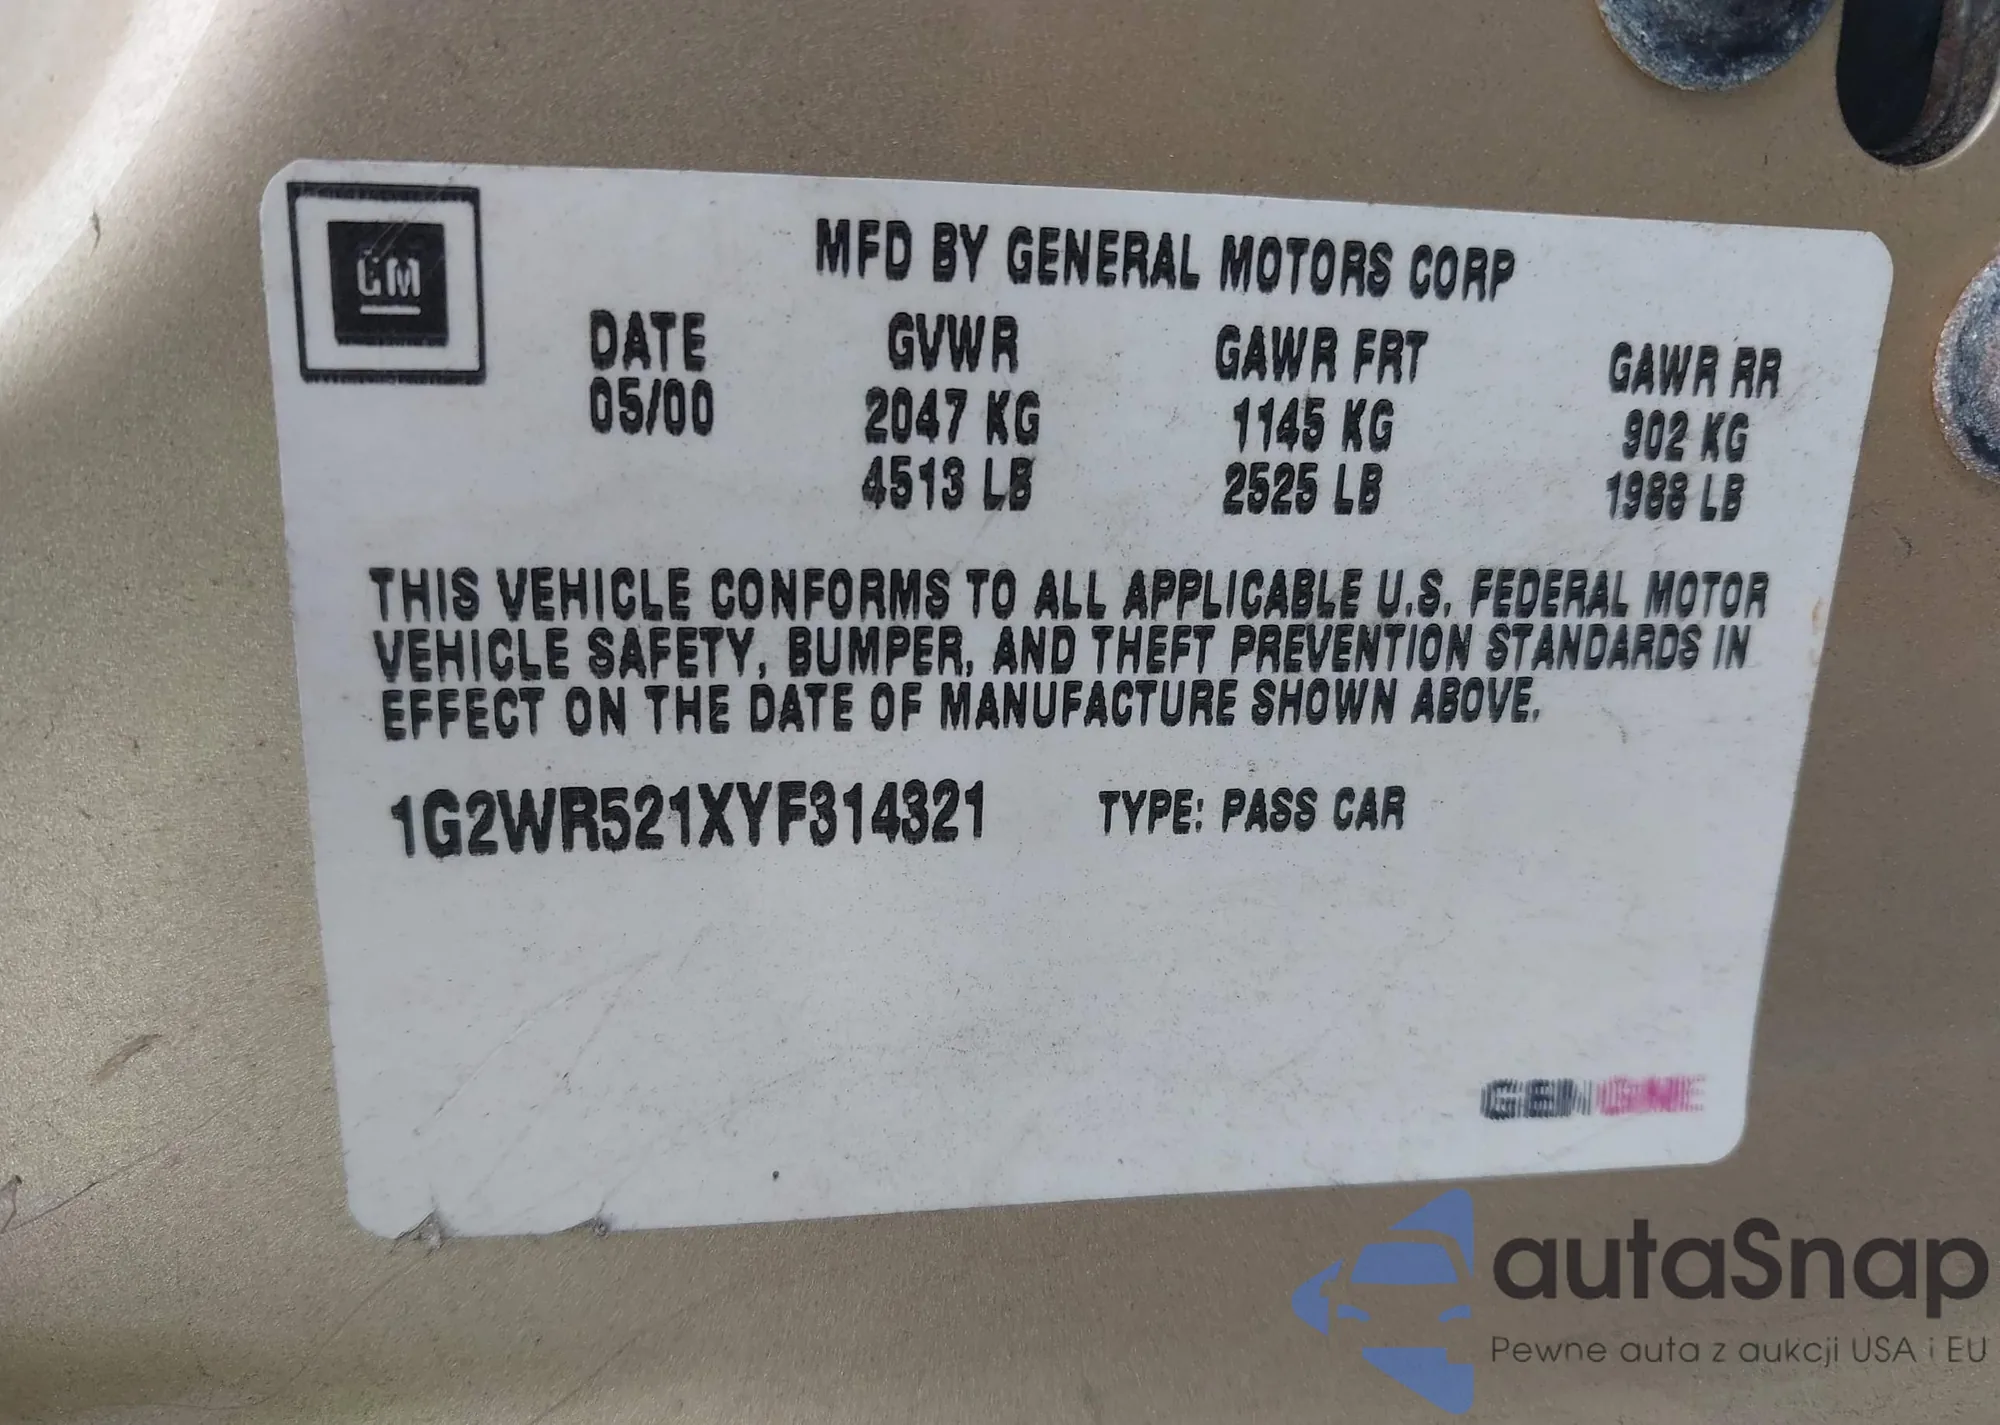 GM
MFD BY GENERAL MOTORS CORP
DATE GVWR GAWR FRT GAWR RR
05/00 2047 KG 1145 KG 902 KG
4513 LB 2525 LB 1988 LB
THIS VEHICLE CONFORMS TO ALL APPLICABLE U.S. FEDERAL MOTOR
VEHICLE SAFETY, BUMPER, AND THEFT PREVENTION STANDARDS IN
EFFECT ON THE DATE OF MANUFACTURE SHOWN ABOVE.
1G2WR521XYF314321 TYPE: PASS CAR
autaSnap
Pewne auta z aukcji USA i EU